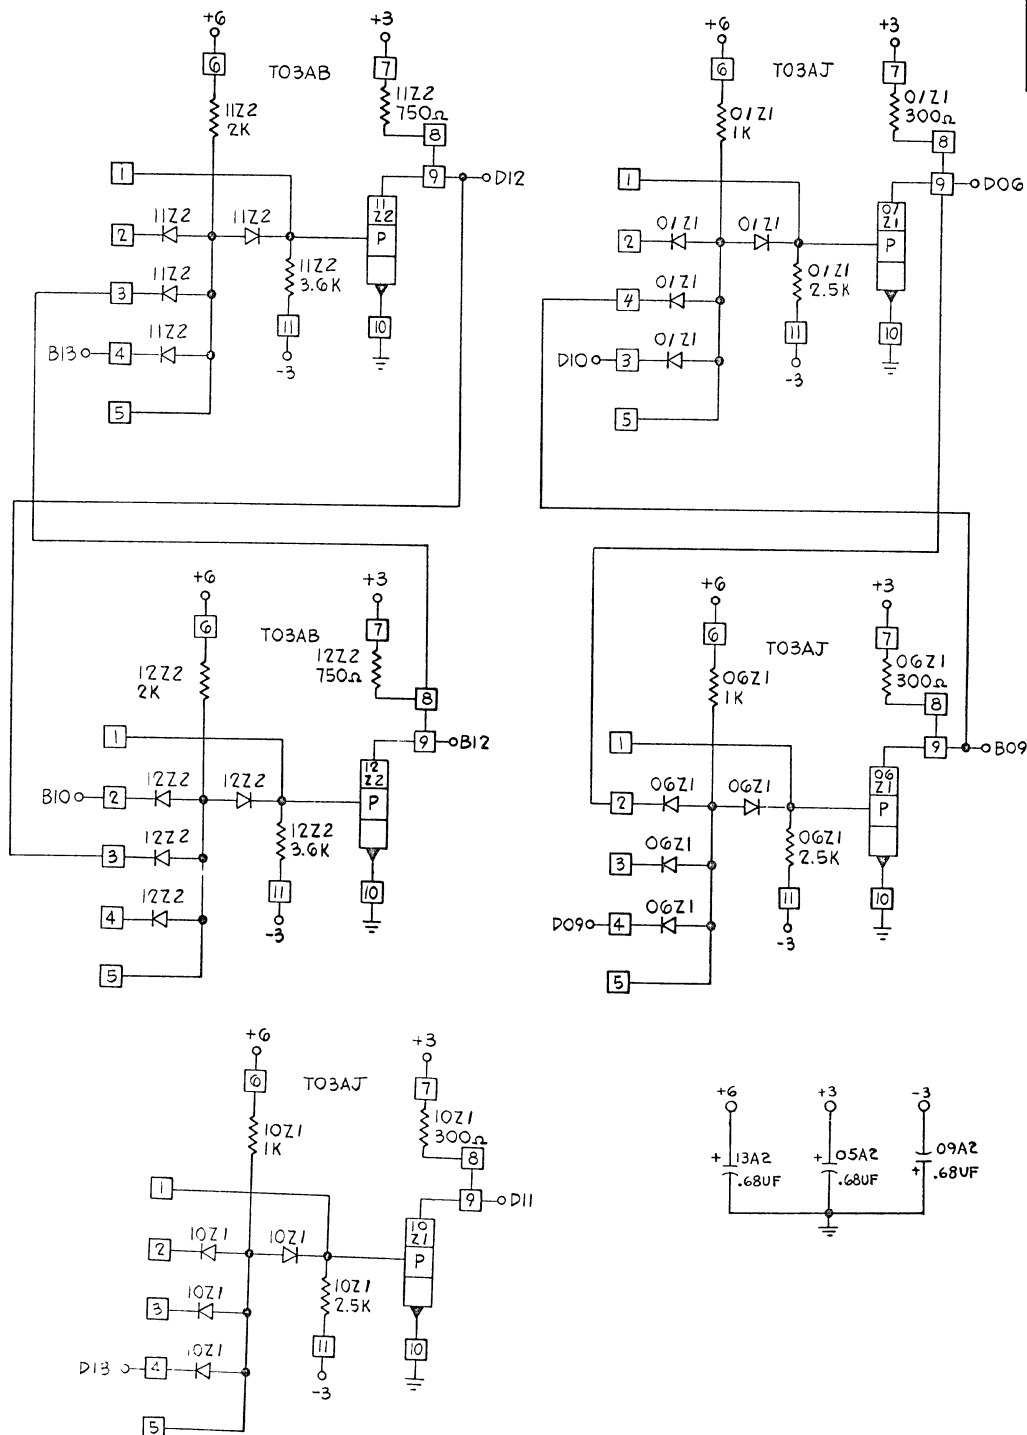 +6
+3
6
T03AB
7
11Z2
2K
11Z2
750Ω
8
1
9
D12
2
11Z2
11Z2
11
Z2
P
3
11Z2
11Z2
3.6K
11
-3
10
B13
4
11Z2
5
+6
+3
6
T03AJ
7
01Z1
1K
01Z1
300Ω
8
1
9
D06
2
01Z1
01Z1
01
Z1
P
4
01Z1
01Z1
2.5K
11
-3
10
D10
3
01Z1
5
+6
+3
6
T03AB
7
12Z2
2K
12Z2
750Ω
8
1
9
B12
B10
2
12Z2
12Z2
12
Z2
P
3
12Z2
12Z2
3.6K
11
-3
10
4
12Z2
5
+6
+3
6
T03AJ
7
06Z1
1K
06Z1
300Ω
8
1
9
B09
2
06Z1
06Z1
06
Z1
P
3
06Z1
06Z1
2.5K
11
-3
10
D09
4
06Z1
5
+6
+3
6
T03AJ
7
10Z1
1K
10Z1
300Ω
8
1
9
D11
2
10Z1
10Z1
10
Z1
P
3
10Z1
10Z1
2.5K
11
-3
10
D13
4
10Z1
5
+6
+3
-3
+
13A2
.68UF
+
05A2
.68UF
+
09A2
.68UF